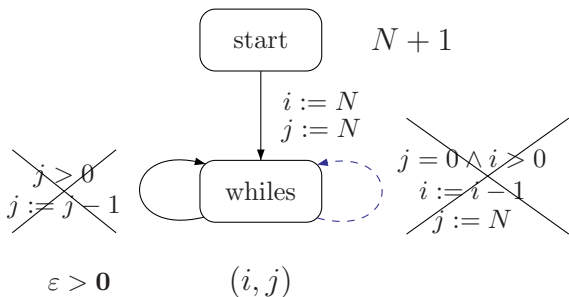 start
N + 1
i := N
j := N
j > 0
j := j − 1
whiles
j = 0 ∧ i > 0
i := i − 1
j := N
ε > 0
(i, j)